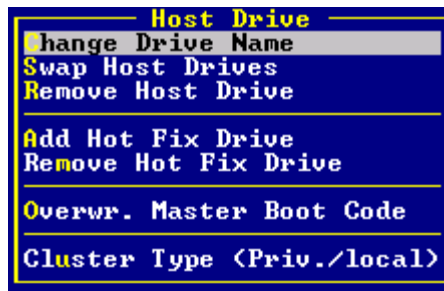 Host Drive
Change Drive Name
Swap Host Drives
Remove Host Drive
Add Hot Fix Drive
Remove Hot Fix Drive
Overwr. Master Boot Code
Cluster Type (Priv./local)